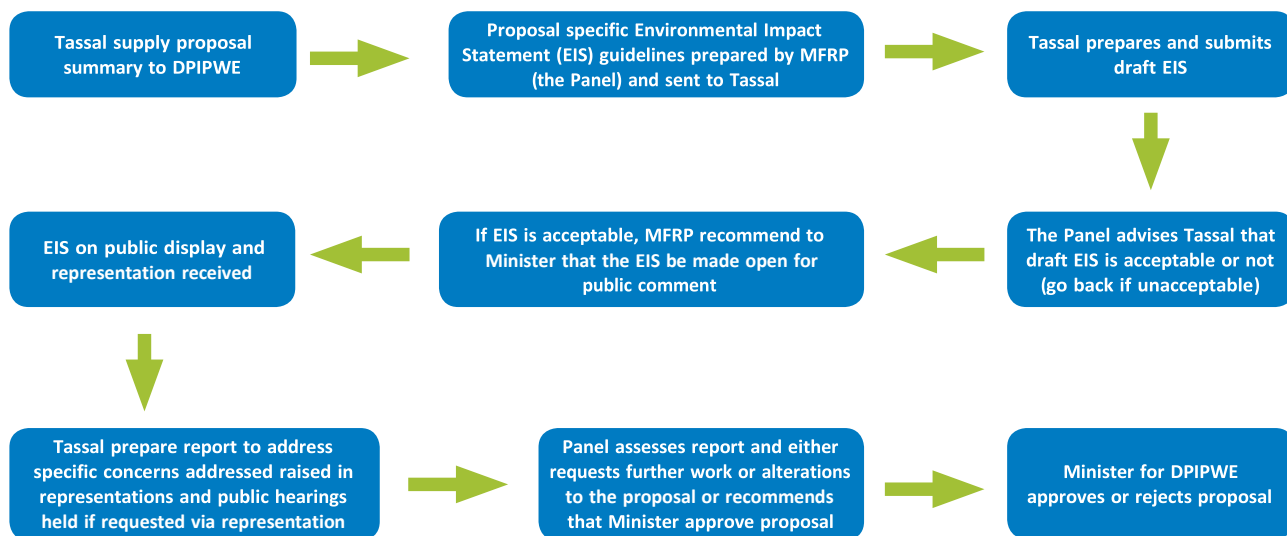 Tassal supply proposal
summary to DPIPWE
Proposal specific Environmental Impact
Statement (EIS) guidelines prepared by MFRP
(the Panel) and sent to Tassal
Tassal prepares and submits
draft EIS
The Panel advises Tassal that
draft EIS is acceptable or not
(go back if unacceptable)
If EIS is acceptable, MFRP recommend to
Minister that the EIS be made open for
public comment
EIS on public display and
representation received
Tassal prepare report to address
specific concerns addressed raised in
representations and public hearings
held if requested via representation
Panel assesses report and either
requests further work or alterations
to the proposal or recommends
that Minister approve proposal
Minister for DPIPWE
approves or rejects proposal